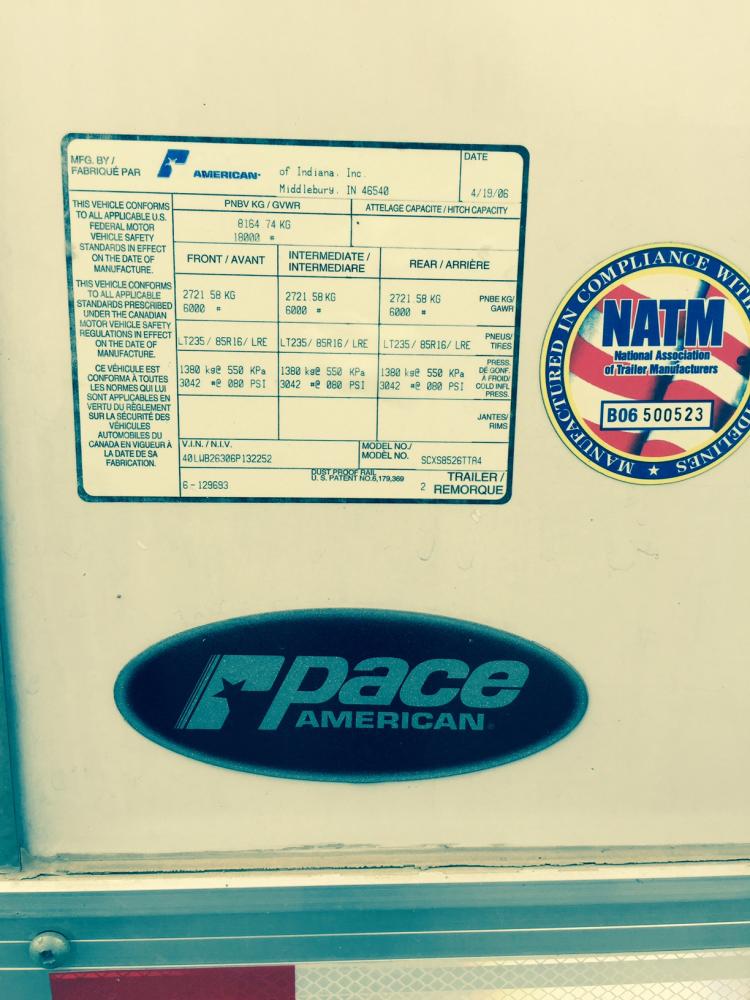 MFG. BY /
FABRIQUÉ PAR
AMERICAN
of Indiana, Inc.
Middlebury, IN 46540
DATE
4/19/06
THIS VEHICLE CONFORMS
TO ALL APPLICABLE U.S.
FEDERAL MOTOR
VEHICLE SAFETY
STANDARDS IN EFFECT
ON THE DATE OF
MANUFACTURE.
THIS VEHICLE CONFORMS
TO ALL APPLICABLE
STANDARDS PRESCRIBED
UNDER THE CANADIAN
MOTOR VEHICLE SAFETY
REGULATIONS IN EFFECT
ON THE DATE OF
MANUFACTURE.
CE VÉHICULE EST
CONFORMA À TOUTES
LES NORMES QUI LUI
SONT APPLICABLES EN
VERTU DU RÈGLEMENT
SUR LA SÉCURITÉ DES
VÉHICULES
AUTOMOBILES DU
CANADA EN VIGUEUR À
LA DATE DE SA
FABRICATION.
PNBV KG / GVWR
ATTELAGE CAPACITE / HITCH CAPACITY
8164 74 KG
18000 #
FRONT / AVANT
INTERMEDIATE /
INTERMEDIARE
REAR / ARRIÈRE
2721.58 KG 2721.58 KG 2721.58 KG PNBE KG/
6000 # 6000 # 6000 # GAWR
LT235/ 85R16/ LRE LT235/ 85R16/ LRE LT235/ 85R16/ LRE PNEUS/
TIRES
1380 kg@ 550 KPa 1380 kg@ 550 KPa 1380 kg@ 550 KPa
3042 #@ 080 PSI 3042 #@ 080 PSI 3042 #@ 080 PSI
PRESS.
DE GONF.
A FROID/
COLD INFL
PRESS.
JANTES/
RIMS
V.I.N. / N.I.V.
40LWB26306P132252
MODEL NO./
MODÈL NO. SCXS8526TTA4
6-129693
DUST PROOF RAIL
U. S. PATENT NO.6,179,369
2
TRAILER /
REMORQUE
MANUFACTURED IN COMPLIANCE WITH
NATM
National Association
of Trailer Manufacturers
B06 500523
pace
AMERICAN